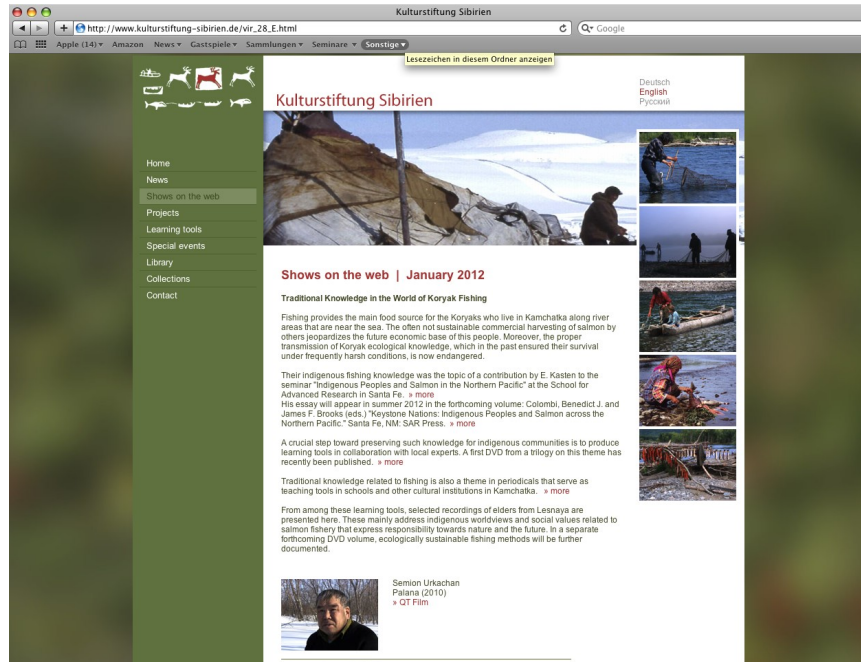 Kulturstiftung Sibirien
http://www.kulturstiftung-sibirien.de/vir_28_E.html
Google
Apple (14) Amazon News Gastspiele Sammlungen Seminare Sonstige
Lesezeichen in diesem Ordner anzeigen
Kulturstiftung Sibirien
Deutsch
English
Русский
Home
News
Shows on the web
Projects
Learning tools
Special events
Library
Collections
Contact
Shows on the web | January 2012
Traditional Knowledge in the World of Koryak Fishing
Fishing provides the main food source for the Koryaks who live in Kamchatka along river
areas that are near the sea. The often not sustainable commercial harvesting of salmon by
others jeopardizes the future economic base of this people. Moreover, the proper
transmission of Koryak ecological knowledge, which in the past ensured their survival
under frequently harsh conditions, is now endangered.
Their indigenous fishing knowledge was the topic of a contribution by E. Kasten to the
seminar "Indigenous Peoples and Salmon in the Northern Pacific" at the School for
Advanced Research in Santa Fe. » more
His essay will appear in summer 2012 in the forthcoming volume: Colombi, Benedict J. and
James F. Brooks (eds.) "Keystone Nations: Indigenous Peoples and Salmon across the
Northern Pacific." Santa Fe, NM: SAR Press. » more
A crucial step toward preserving such knowledge for indigenous communities is to produce
learning tools in collaboration with local experts. A first DVD from a trilogy on this theme has
recently been published. » more
Traditional knowledge related to fishing is also a theme in periodicals that serve as
teaching tools in schools and other cultural institutions in Kamchatka. » more
From among these learning tools, selected recordings of elders from Lesnaya are
presented here. These mainly address indigenous worldviews and social values related to
salmon fishery that express responsibility towards nature and the future. In a separate
forthcoming DVD volume, ecologically sustainable fishing methods will be further
documented.
Semion Urkachan
Palana (2010)
» QT Film